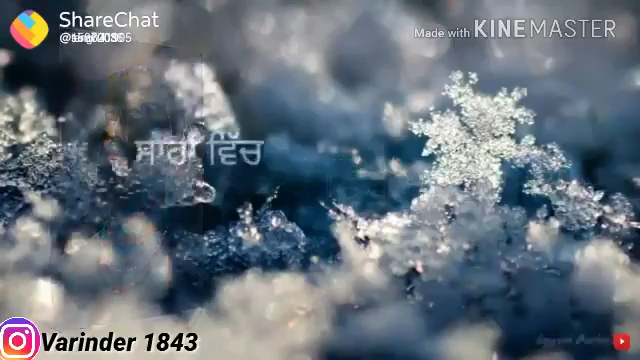 ShareChat
Made with KINEMASTER
ਸਾਰੀ ਵਿੱਚ
Varinder 1843